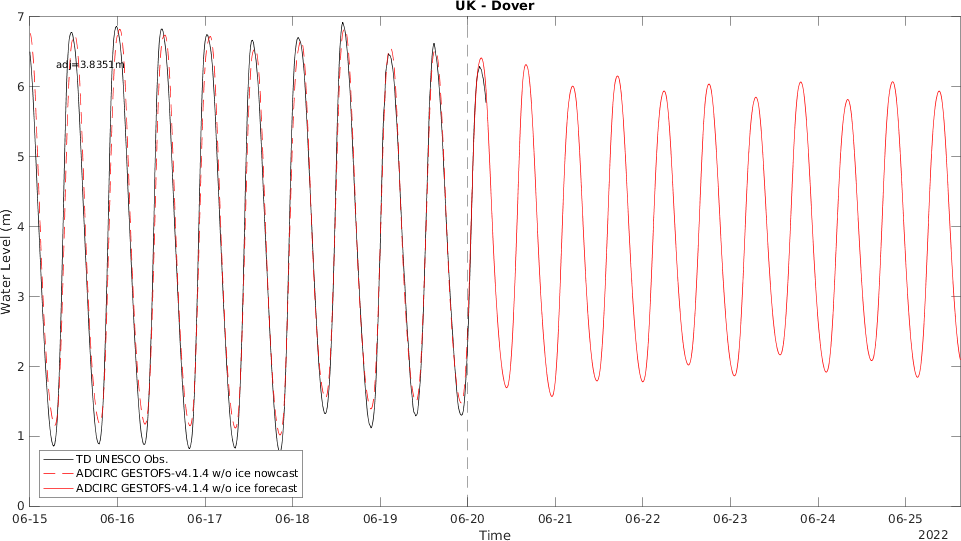 UK - Dover
adj=3.8351m
Water Level (m)
7
6
5
4
3
2
1
0
TD UNESCO Obs.
ADCIRC GESTOFS-v4.1.4 w/o ice nowcast
ADCIRC GESTOFS-v4.1.4 w/o ice forecast
06-15 06-16 06-17 06-18 06-19 06-20 06-21 06-22 06-23 06-24 06-25
Time
2022